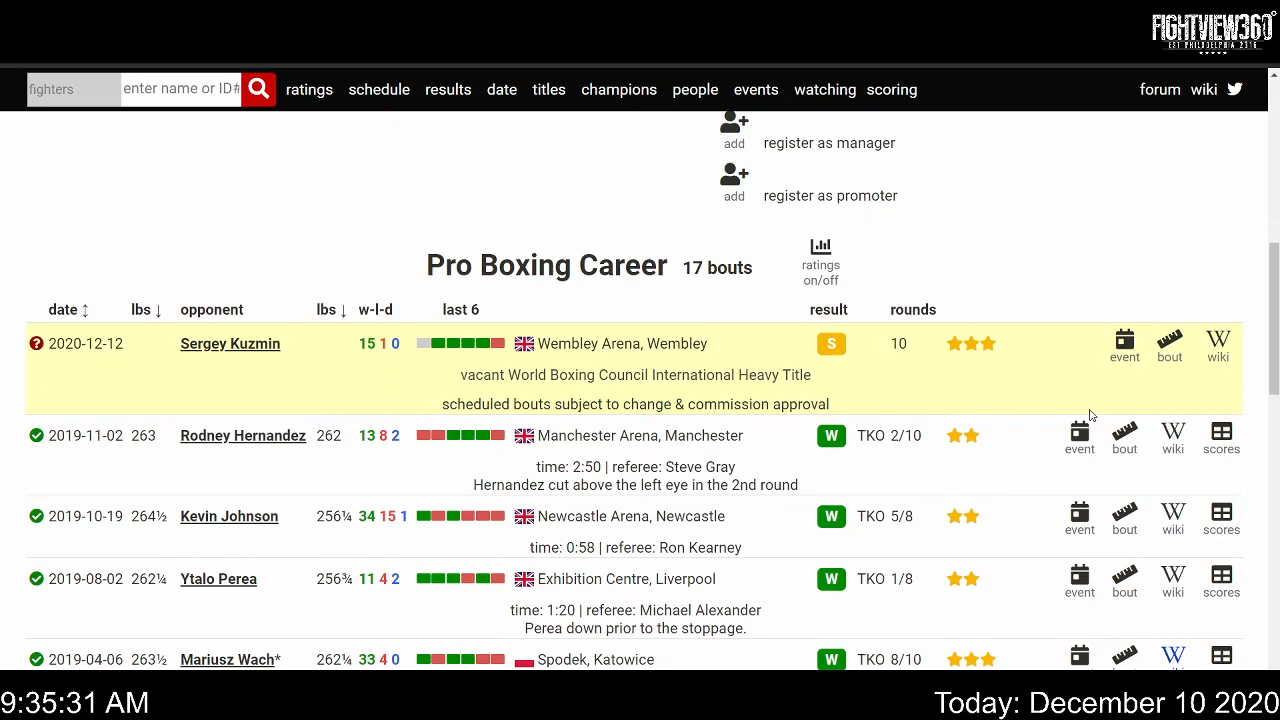 FIGHTVIEW360°
EST PHILADELPHIA 2016
fighters enter name or ID# ratings schedule results date titles champions people events watching scoring forum wiki
add register as manager
add register as promoter
Pro Boxing Career 17 bouts ratings on/off
date ↕ lbs ↓ opponent lbs ↓ w-l-d last 6 result rounds
? 2020-12-12 Sergey Kuzmin 15 1 0 Wembley Arena, Wembley S 10 event bout W wiki
vacant World Boxing Council International Heavy Title
scheduled bouts subject to change & commission approval
2019-11-02 263 Rodney Hernandez 262 13 8 2 Manchester Arena, Manchester W TKO 2/10 event bout W wiki scores
time: 2:50 | referee: Steve Gray
Hernandez cut above the left eye in the 2nd round
2019-10-19 264½ Kevin Johnson 256¼ 34 15 1 Newcastle Arena, Newcastle W TKO 5/8 event bout W wiki scores
time: 0:58 | referee: Ron Kearney
2019-08-02 262¼ Ytalo Perea 256¾ 11 4 2 Exhibition Centre, Liverpool W TKO 1/8 event bout W wiki scores
time: 1:20 | referee: Michael Alexander
Perea down prior to the stoppage.
2019-04-06 263½ Mariusz Wach* 262¼ 33 4 0 Spodek, Katowice W TKO 8/10 W
9:35:31 AM Today: December 10 2020